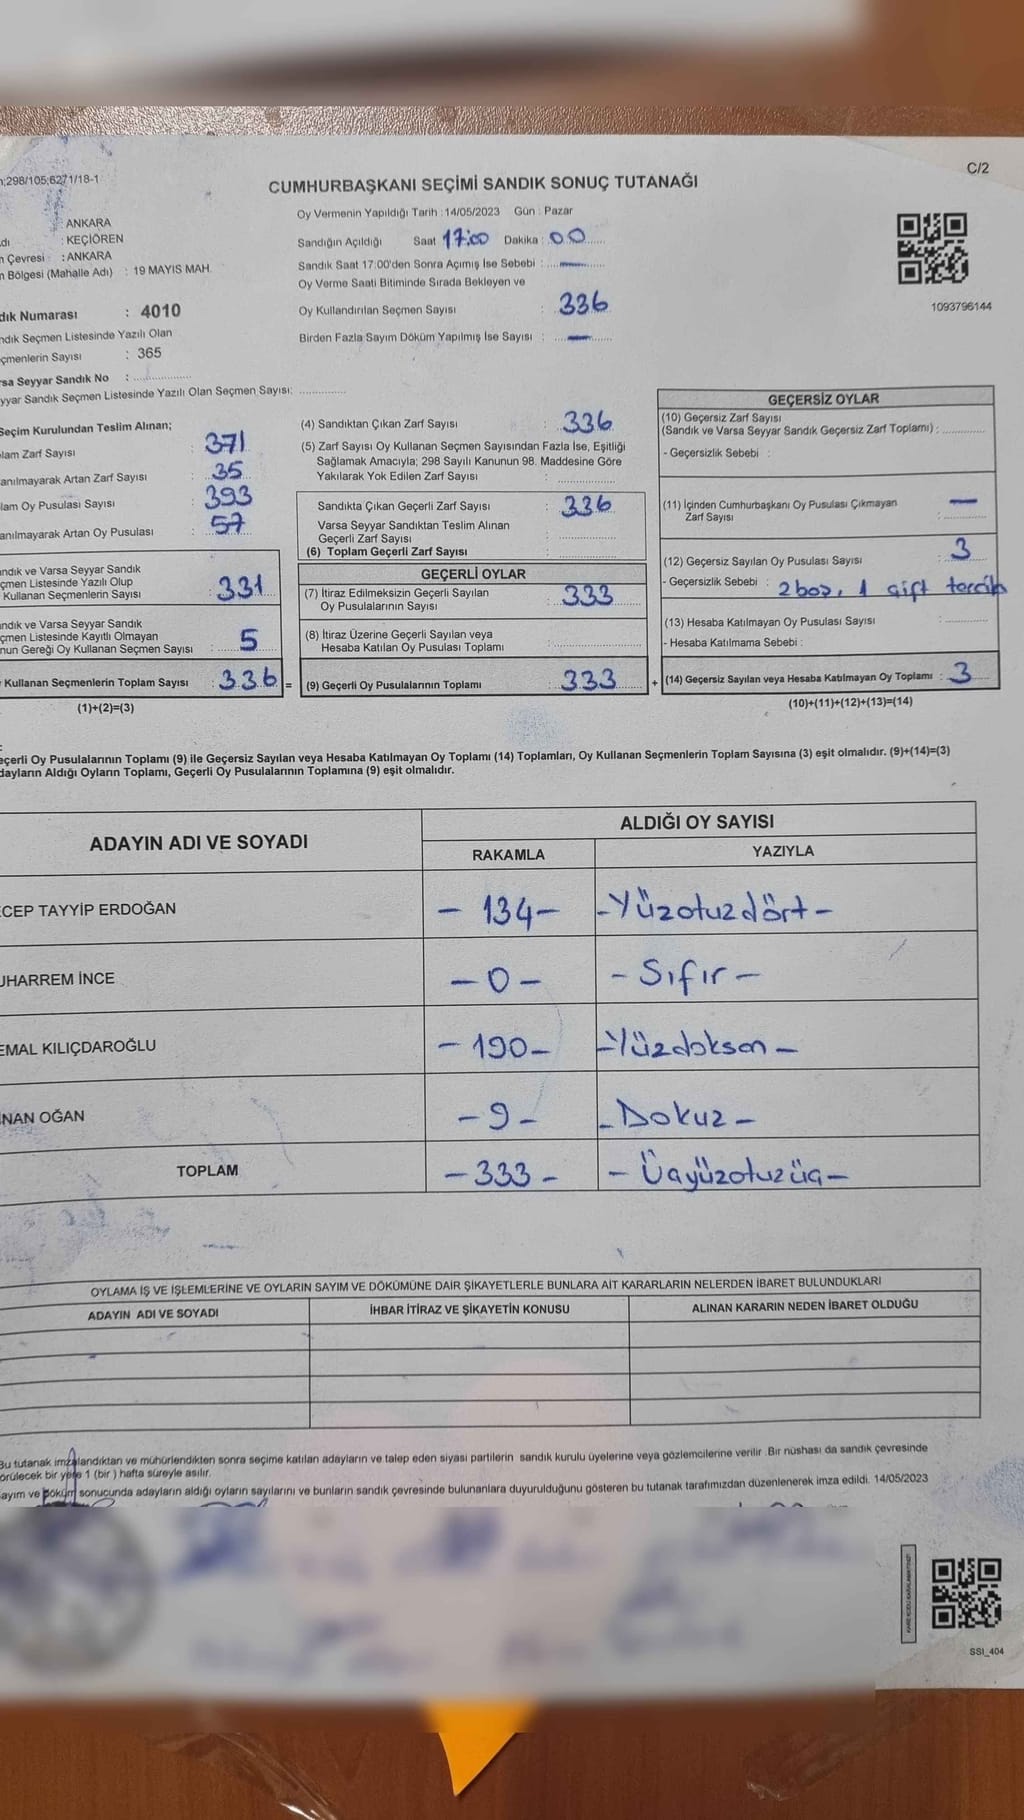 C/2
298/105;6271/18-1
CUMHURBAŞKANI SEÇİMİ SANDIK SONUÇ TUTANAĞI
Oy Vermenin Yapıldığı Tarih : 14/05/2023 Gün : Pazar
: ANKARA
: KEÇİÖREN
Çevresi : ANKARA
Bölgesi (Mahalle Adı) : 19 MAYIS MAH.
Sandığın Açıldığı Saat 17:00 Dakika : 00
Sandık Saat 17:00'den Sonra Açımış İse Sebebi : —
Oy Verme Saati Bitiminde Sırada Bekleyen ve
Oy Kullandırılan Seçmen Sayısı : 336
Birden Fazla Sayım Döküm Yapılmış İse Sayısı : —
1093796144
dık Numarası : 4010
ndık Seçmen Listesinde Yazılı Olan
çmenlerin Sayısı : 365
rsa Seyyar Sandık No :
yyar Sandık Seçmen Listesinde Yazılı Olan Seçmen Sayısı:
Seçim Kurulundan Teslim Alınan;
lam Zarf Sayısı : 371
anılmayarak Artan Zarf Sayısı : 35
lam Oy Pusulası Sayısı : 393
anılmayarak Artan Oy Pusulası : 57
ndık ve Varsa Seyyar Sandık
çmen Listesinde Yazılı Olup
Kullanan Seçmenlerin Sayısı : 331
ndık ve Varsa Seyyar Sandık
çmen Listesinde Kayıtlı Olmayan
nun Gereği Oy Kullanan Seçmen Sayısı : 5
Kullanan Seçmenlerin Toplam Sayısı 336 =
(1)+(2)=(3)
(4) Sandıktan Çıkan Zarf Sayısı : 336
(5) Zarf Sayısı Oy Kullanan Seçmen Sayısından Fazla İse, Eşitliği
Sağlamak Amacıyla; 298 Sayılı Kanunun 98. Maddesine Göre
Yakılarak Yok Edilen Zarf Sayısı :
Sandıkta Çıkan Geçerli Zarf Sayısı : 336
Varsa Seyyar Sandıktan Teslim Alınan
Geçerli Zarf Sayısı :
(6) Toplam Geçerli Zarf Sayısı :
GEÇERLİ OYLAR
(7) İtiraz Edilmeksizin Geçerli Sayılan
Oy Pusulalarının Sayısı : 333
(8) İtiraz Üzerine Geçerli Sayılan veya
Hesaba Katılan Oy Pusulası Toplamı :
(9) Geçerli Oy Pusulalarının Toplamı : 333 +
GEÇERSİZ OYLAR
(10) Geçersiz Zarf Sayısı
(Sandık ve Varsa Seyyar Sandık Geçersiz Zarf Toplamı) :
- Geçersizlik Sebebi :
(11) İçinden Cumhurbaşkanı Oy Pusulası Çıkmayan
Zarf Sayısı : —
(12) Geçersiz Sayılan Oy Pusulası Sayısı : 3
- Geçersizlik Sebebi : 2 boş, 1 çift tercih
(13) Hesaba Katılmayan Oy Pusulası Sayısı :
- Hesaba Katılmama Sebebi :
(14) Geçersiz Sayılan veya Hesaba Katılmayan Oy Toplamı : 3
(10)+(11)+(12)+(13)=(14)
eçerli Oy Pusulalarının Toplamı (9) ile Geçersiz Sayılan veya Hesaba Katılmayan Oy Toplamı (14) Toplamları, Oy Kullanan Seçmenlerin Toplam Sayısına (3) eşit olmalıdır. (9)+(14)=(3)
dayların Aldığı Oyların Toplamı, Geçerli Oy Pusulalarının Toplamına (9) eşit olmalıdır.
ADAYIN ADI VE SOYADI
ALDIĞI OY SAYISI
RAKAMLA YAZIYLA
CEP TAYYİP ERDOĞAN - 134 - - Yüzotuzdört -
UHARREM İNCE - 0 - - Sıfır -
EMAL KILIÇDAROĞLU - 190 - - Yüzdoksan -
NAN OĞAN - 9 - - Dokuz -
TOPLAM - 333 - - Üçyüzotuzüç -
OYLAMA İŞ VE İŞLEMLERİNE VE OYLARIN SAYIM VE DÖKÜMÜNE DAİR ŞİKAYETLERLE BUNLARA AİT KARARLARIN NELERDEN İBARET BULUNDUKLARI
ADAYIN ADI VE SOYADI İHBAR İTİRAZ VE ŞİKAYETİN KONUSU ALINAN KARARIN NEDEN İBARET OLDUĞU
Bu tutanak imzalandıktan ve mühürlendikten sonra seçime katılan adayların ve talep eden siyasi partilerin sandık kurulu üyelerine veya gözlemcilerine verilir .Bir nüshası da sandık çevresinde
örülecek bir yere 1 (bir ) hafta süreyle asılır.
ayım ve döküm sonucunda adayların aldığı oyların sayılarını ve bunların sandık çevresinde bulunanlara duyurulduğunu gösteren bu tutanak tarafımızdan düzenlenerek imza edildi. 14/05/2023
SSI_404